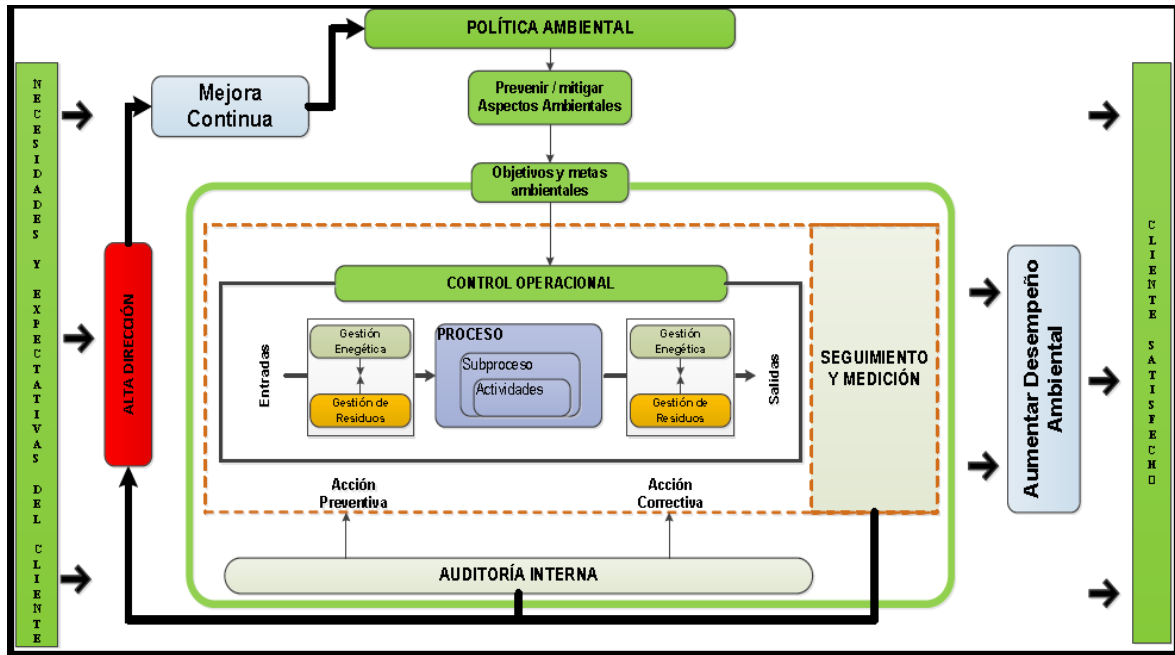 POLÍTICA AMBIENTAL
Mejora
Continua
Prevenir / mitigar
Aspectos Ambientales
Objetivos y metas
ambientales
NECESIDADES Y EXPECTATIVAS DEL CLIENTE
ALTA DIRECCIÓN
CONTROL OPERACIONAL
Entradas
Gestión
Enegética
Gestión de
Residuos
PROCESO
Subproceso
Actividades
Gestión
Enegética
Gestión de
Residuos
Salidas
SEGUIMIENTO
Y MEDICIÓN
Acción
Preventiva
Acción
Correctiva
AUDITORÍA INTERNA
Aumentar Desempeño
Ambiental
CLIENTE SATISFECHO